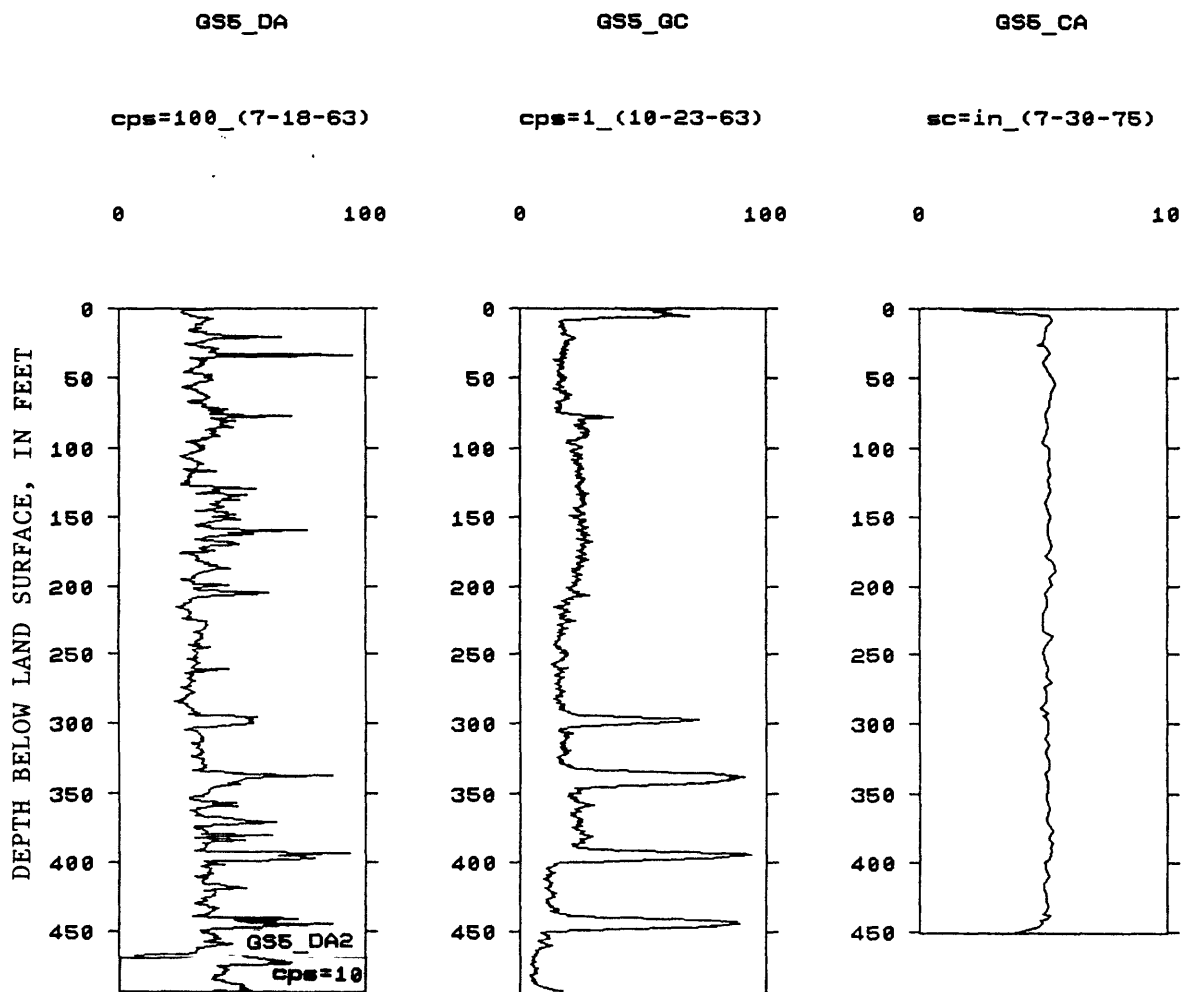 GS5_DA GS5_GC GS5_CA
cps=100_(7-18-63) cps=1_(10-23-63) sc=in_(7-30-75)
0 100 0 100 0 10
DEPTH BELOW LAND SURFACE, IN FEET
0 0 0
50 50 50
100 100 100
150 150 150
200 200 200
250 250 250
300 300 300
350 350 350
400 400 400
450 450 450
GS5_DA2
cps=10